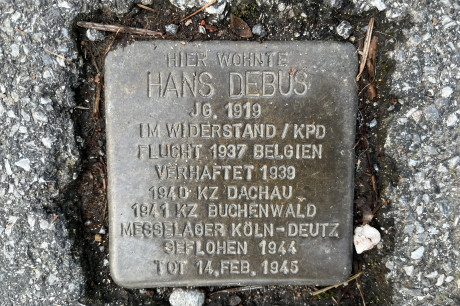 HIER WOHNTE
HANS DEBUS
JG. 1919
IM WIDERSTAND / KPD
FLUCHT 1937 BELGIEN
VERHAFTET 1939
1940 KZ DACHAU
1941 KZ BUCHENWALD
MESSELAGER KÖLN-DEUTZ
GEFLOHEN 1944
TOT 14.FEB. 1945